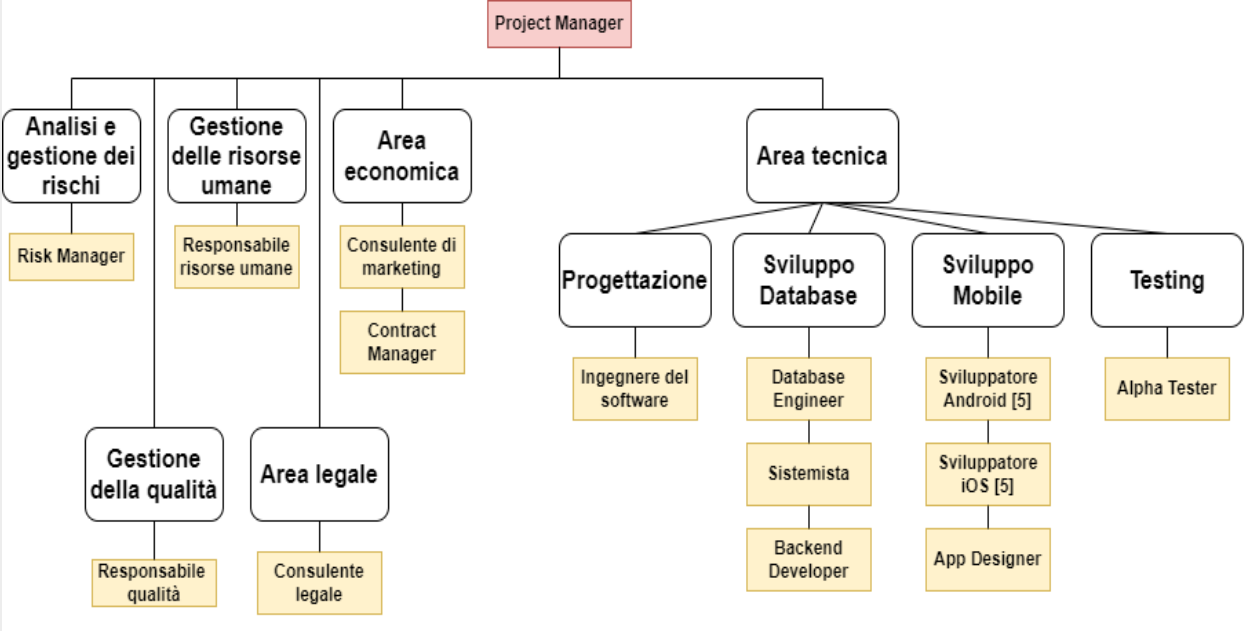 Project Manager
Analisi e
gestione dei
rischi
Gestione
delle risorse
umane
Area
economica
Area tecnica
Risk Manager
Responsabile
risorse umane
Consulente di
marketing
Contract
Manager
Progettazione
Sviluppo
Database
Sviluppo
Mobile
Testing
Ingegnere del
software
Database
Engineer
Sviluppatore
Android [5]
Alpha Tester
Sistemista
Sviluppatore
iOS [5]
Backend
Developer
App Designer
Gestione
della qualità
Area legale
Responsabile
qualità
Consulente
legale